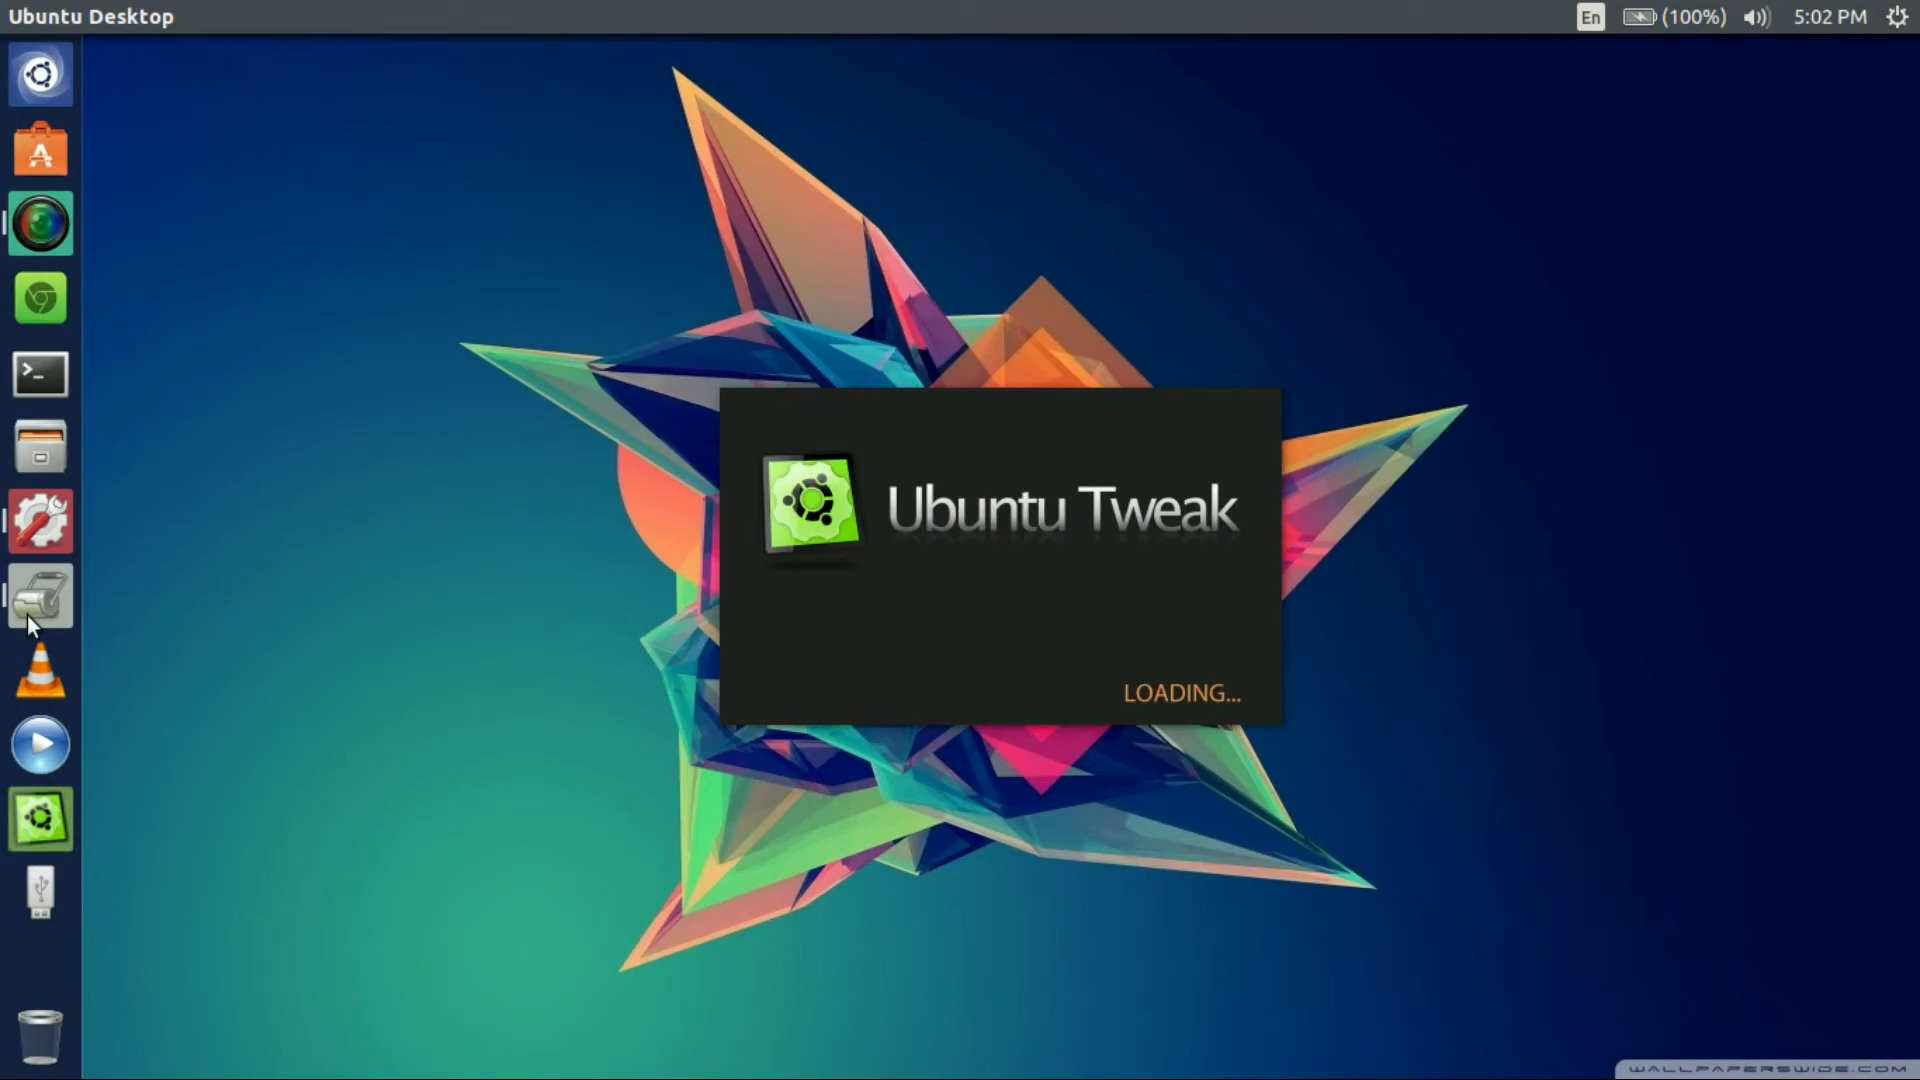 Ubuntu Desktop
En
(100%)
5:02 PM
Ubuntu Tweak
LOADING...
WALLPAPERSWIDE.COM